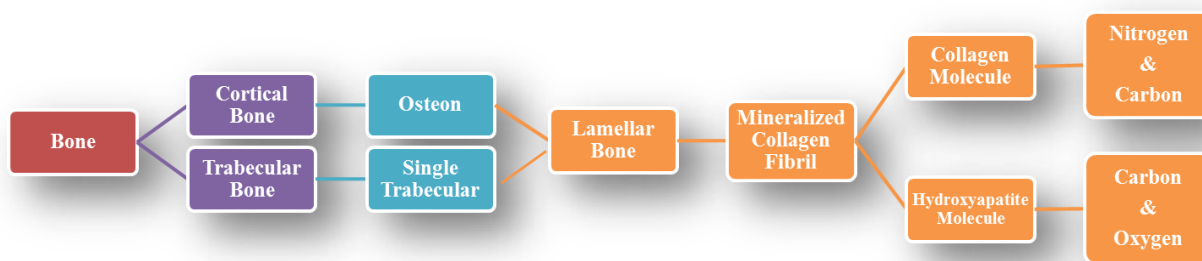 Bone
Cortical
Bone
Trabecular
Bone
Osteon
Single
Trabecular
Lamellar
Bone
Mineralized
Collagen
Fibril
Collagen
Molecule
Hydroxyapatite
Molecule
Nitrogen
&
Carbon
Carbon
&
Oxygen